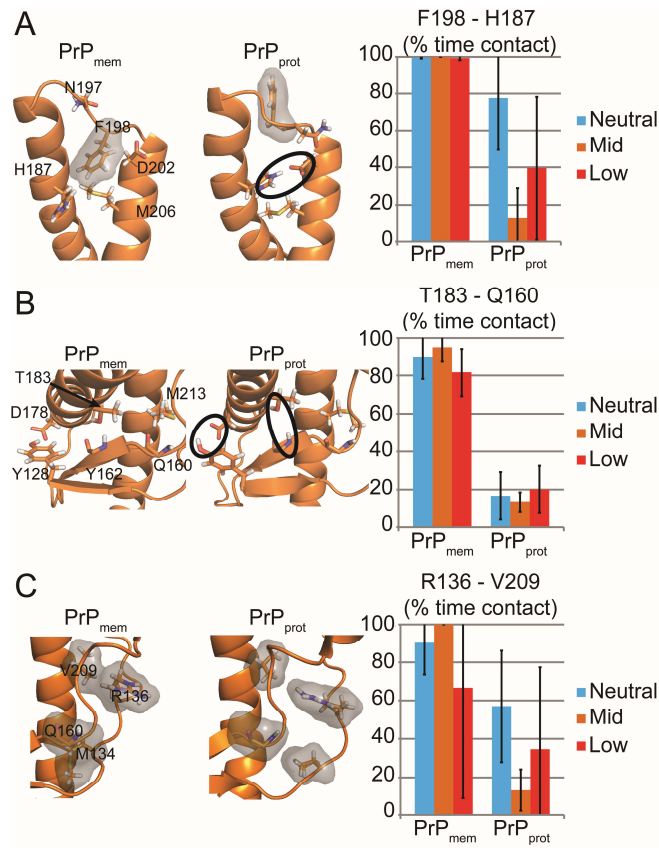 A
PrPmem
PrPprot
N197
F198
H187
D202
M206
F198 - H187
(% time contact)
100
80
60
40
20
0
PrPmem
PrPprot
Neutral
Mid
Low
B
PrPmem
PrPprot
T183
M213
D178
Y128
Y162
Q160
T183 - Q160
(% time contact)
100
80
60
40
20
0
PrPmem
PrPprot
Neutral
Mid
Low
C
PrPmem
PrPprot
V209
R136
Q160
M134
R136 - V209
(% time contact)
100
80
60
40
20
0
PrPmem
PrPprot
Neutral
Mid
Low